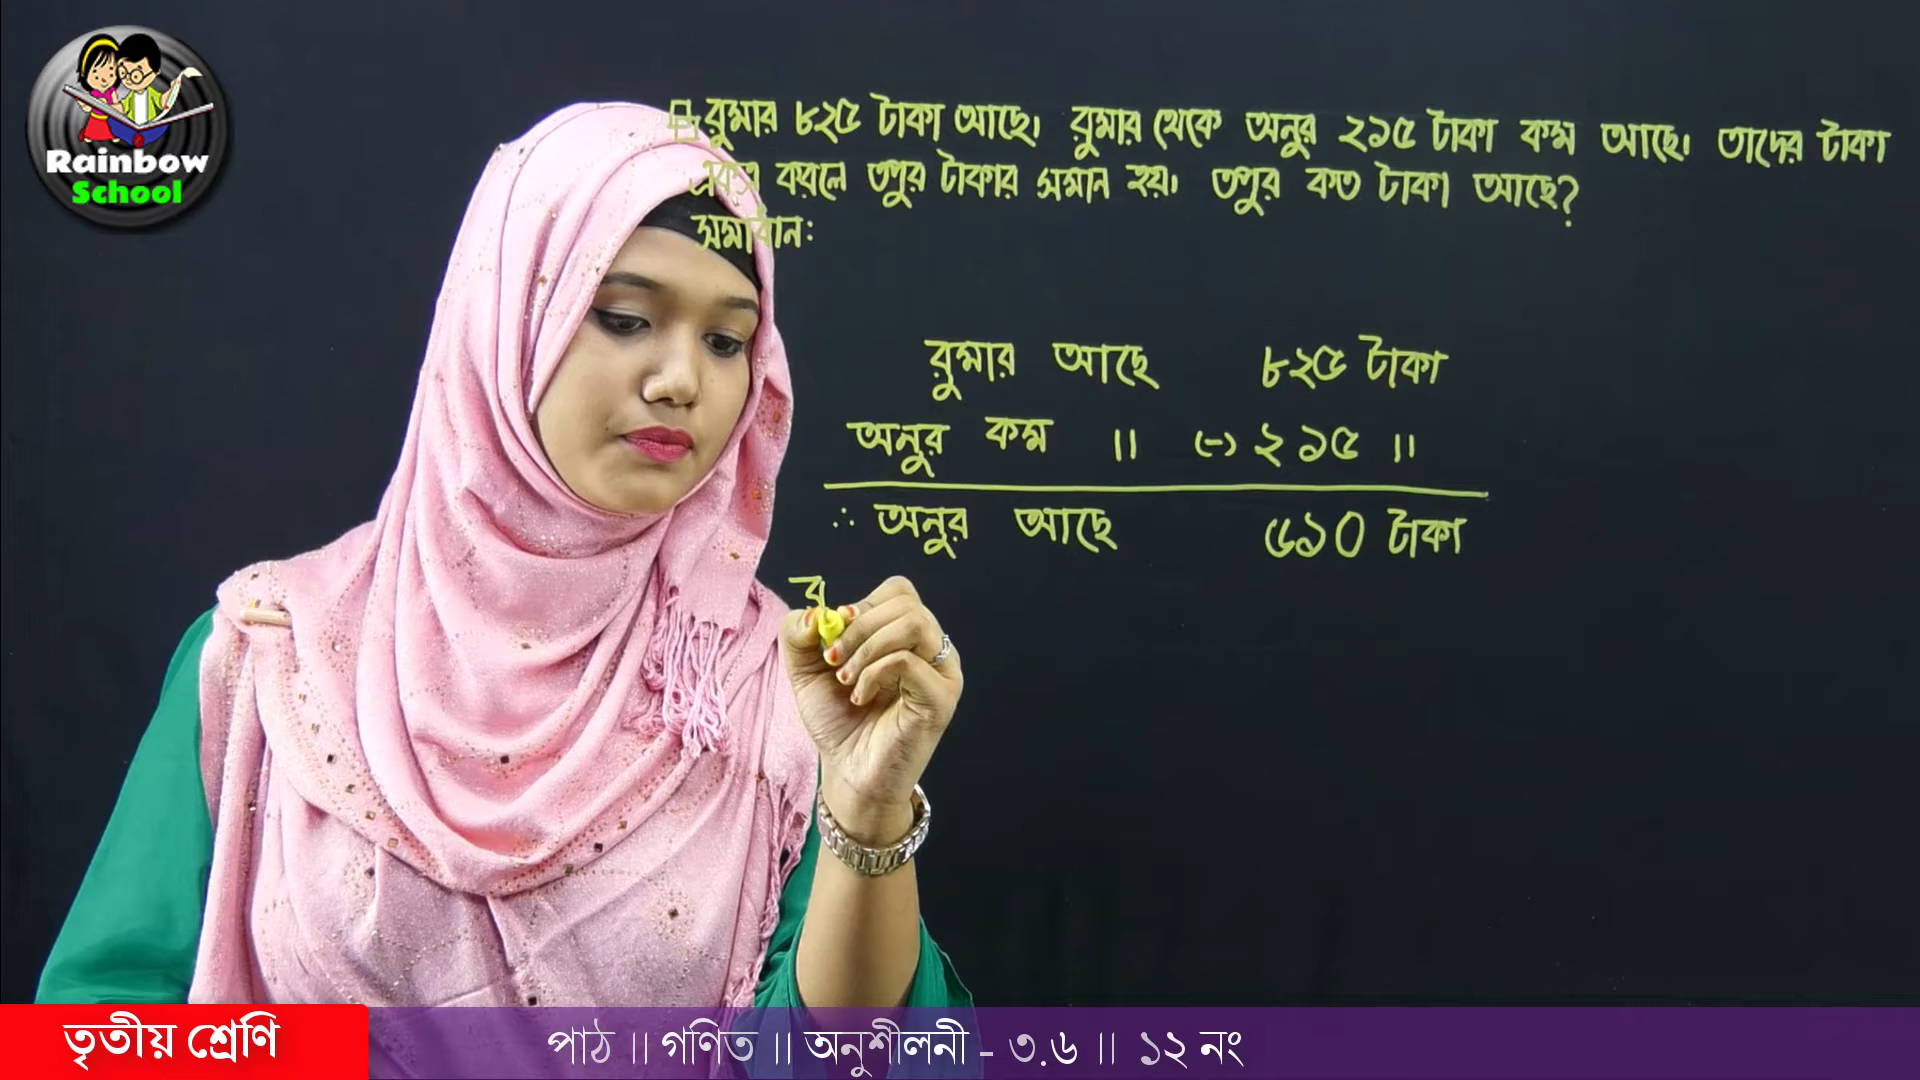 Rainbow
School
রুমার ৮২৫ টাকা আছে। রুমার থেকে অনুর ২১৫ টাকা কম আছে। তাদের টাকা
একত্র করলে তপুর টাকার সমান হয়। তপুর কত টাকা আছে?
সমাধান:
রুমার আছে ৮২৫ টাকা
অনুর কম ॥ (-) ২১৫ ॥
∴ অনুর আছে ৬১০ টাকা
তৃতীয় শ্রেণি
পাঠ ॥ গণিত ॥ অনুশীলনী - ৩.৬ ॥ ১২ নং